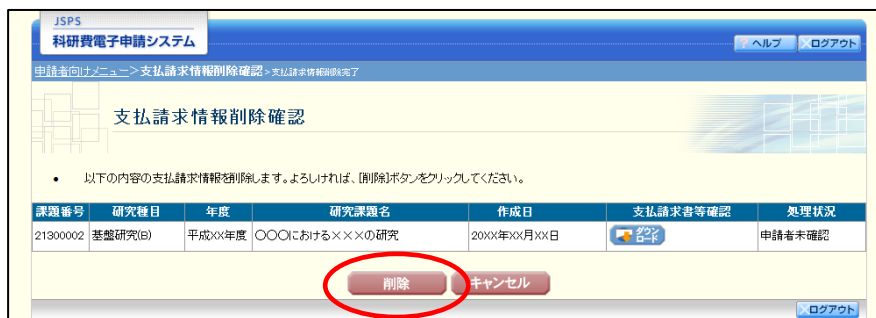 JSPS
科研費電子申請システム
? ヘルプ ログアウト
申請者向けメニュー>支払請求情報削除確認>支払請求情報削除完了
支払請求情報削除確認
• 以下の内容の支払請求情報を削除します。よろしければ、[削除]ボタンをクリックしてください。
課題番号 研究種目 年度 研究課題名 作成日 支払請求書等確認 処理状況
21300002 基盤研究(B) 平成XX年度 〇〇〇における×××の研究 20XX年XX月XX日 ダウンロード 申請者未確認
削除 キャンセル
ログアウト